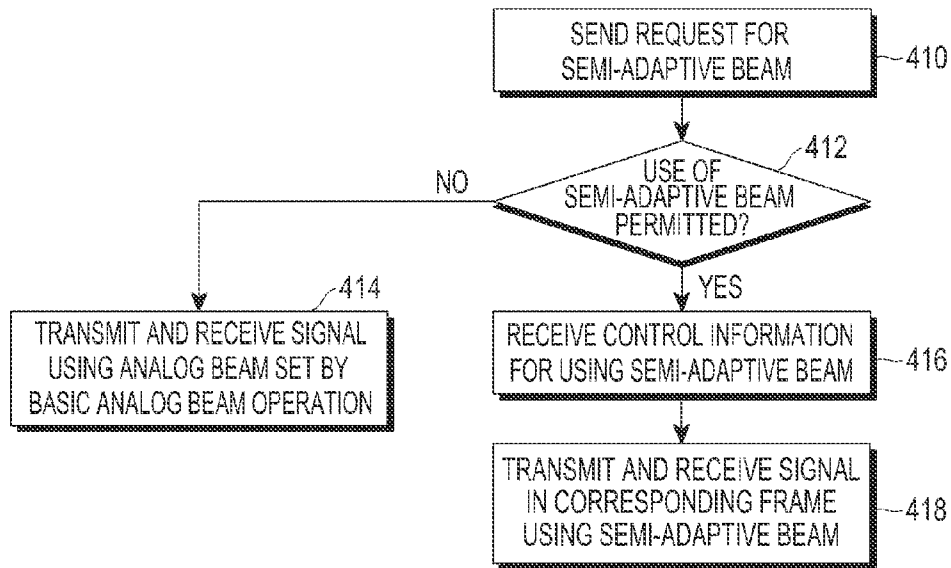 SEND REQUEST FOR
SEMI-ADAPTIVE BEAM
410
412
USE OF
SEMI-ADAPTIVE BEAM
PERMITTED?
NO
YES
414
TRANSMIT AND RECEIVE SIGNAL
USING ANALOG BEAM SET BY
BASIC ANALOG BEAM OPERATION
RECEIVE CONTROL INFORMATION
FOR USING SEMI-ADAPTIVE BEAM
416
TRANSMIT AND RECEIVE SIGNAL
IN CORRESPONDING FRAME
USING SEMI-ADAPTIVE BEAM
418